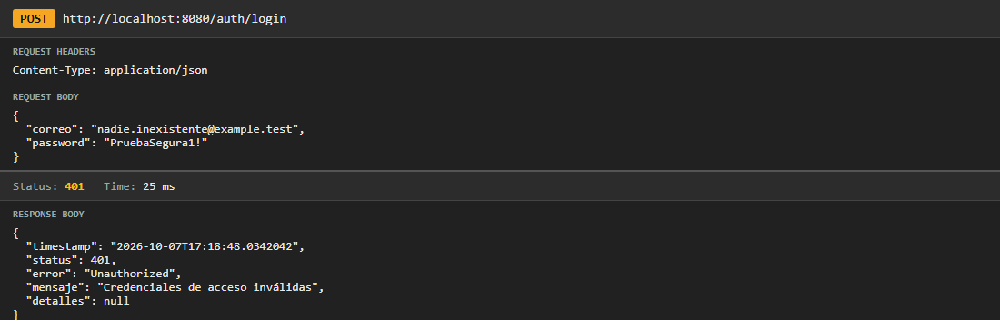 POST http://localhost:8080/auth/login
REQUEST HEADERS
Content-Type: application/json
REQUEST BODY
{
  "correo": "nadie.inexistente@example.test",
  "password": "PruebaSegura1!"
}
Status: 401 Time: 25 ms
RESPONSE BODY
{
  "timestamp": "2026-10-07T17:18:48.0342042",
  "status": 401,
  "error": "Unauthorized",
  "mensaje": "Credenciales de acceso inválidas",
  "detalles": null
}